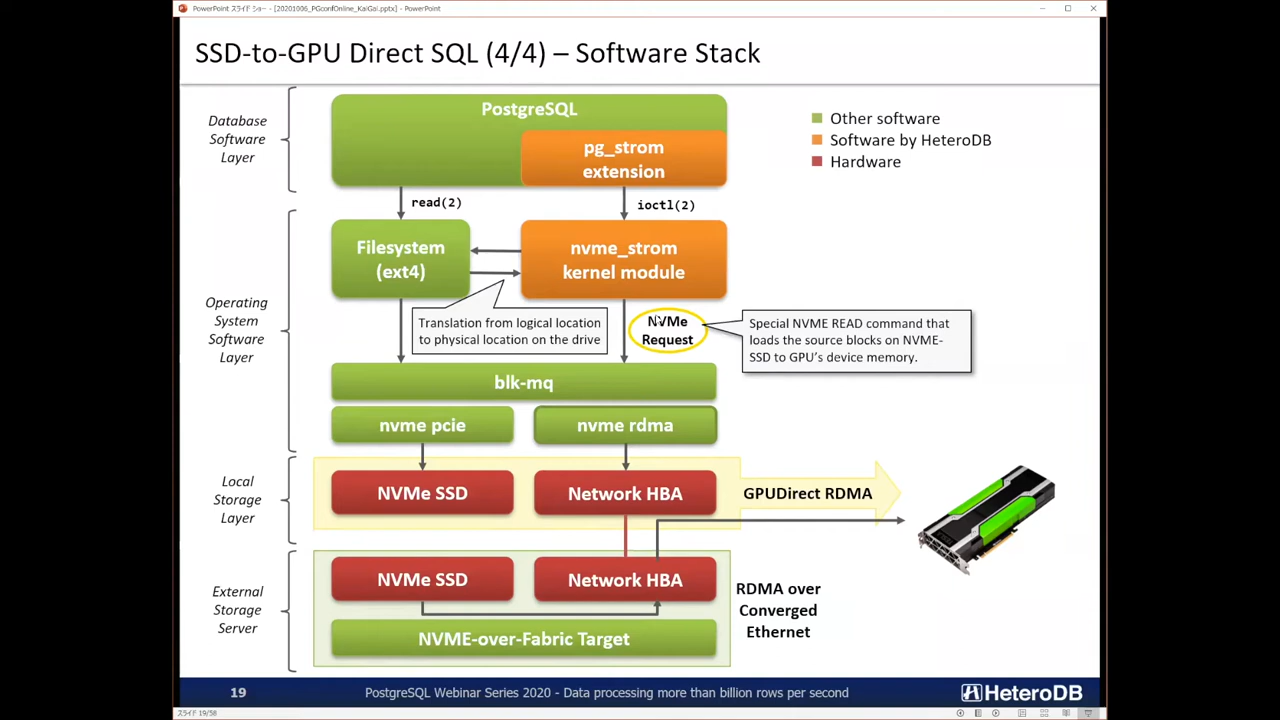 PowerPoint スライド ショー - [20201006_PGconfOnline_KaiGai.pptx] - PowerPoint
SSD-to-GPU Direct SQL (4/4) – Software Stack
Database
Software
Layer
PostgreSQL
pg_strom
extension
Other software
Software by HeteroDB
Hardware
read(2)
ioctl(2)
Operating
System
Software
Layer
Filesystem
(ext4)
nvme_strom
kernel module
Translation from logical location
to physical location on the drive
NVMe
Request
Special NVME READ command that
loads the source blocks on NVME-
SSD to GPU's device memory.
blk-mq
nvme pcie
nvme rdma
Local
Storage
Layer
NVMe SSD
Network HBA
GPUDirect RDMA
External
Storage
Server
NVMe SSD
Network HBA
RDMA over
Converged
Ethernet
NVME-over-Fabric Target
19
PostgreSQL Webinar Series 2020 - Data processing more than billion rows per second
HeteroDB
スライド 19/58